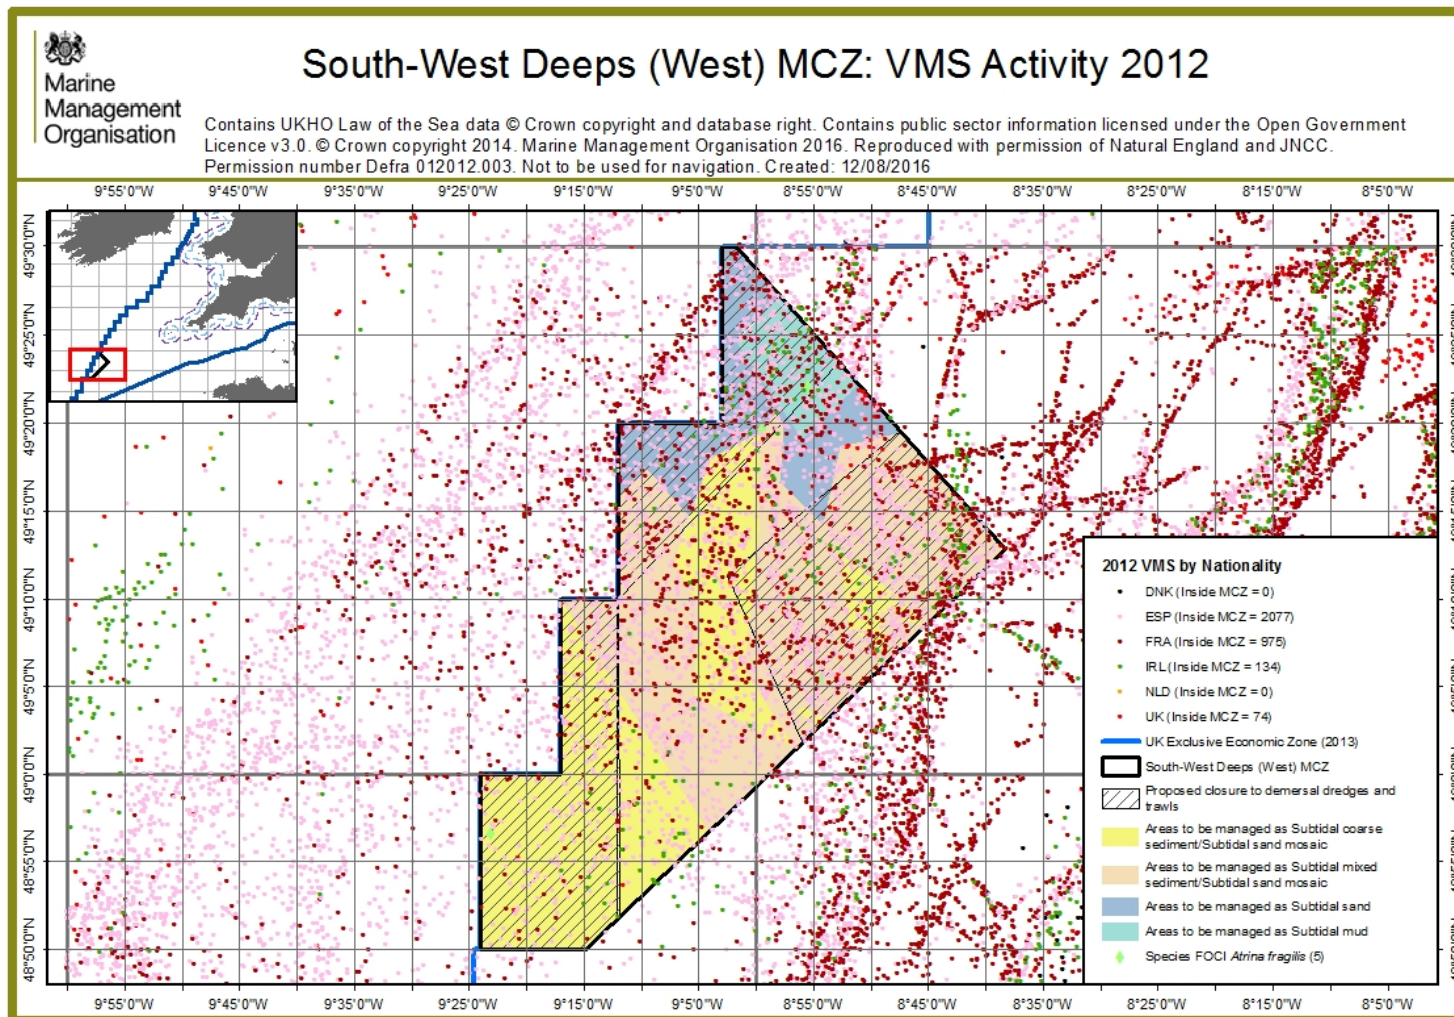 Marine
Management
Organisation
South-West Deeps (West) MCZ: VMS Activity 2012
Contains UKHO Law of the Sea data © Crown copyright and database right. Contains public sector information licensed under the Open Government
Licence v3.0. © Crown copyright 2014. Marine Management Organisation 2016. Reproduced with permission of Natural England and JNCC.
Permission number Defra 012012.003. Not to be used for navigation. Created: 12/08/2016
9°55'0"W 9°45'0"W 9°35'0"W 9°25'0"W 9°15'0"W 9°5'0"W 8°55'0"W 8°45'0"W 8°35'0"W 8°25'0"W 8°15'0"W 8°5'0"W
49°30'0"N
49°25'0"N
49°20'0"N
49°15'0"N
49°10'0"N
49°5'0"N
49°0'0"N
48°55'0"N
48°50'0"N
2012 VMS by Nationality
DNK (Inside MCZ = 0)
ESP (Inside MCZ = 2077)
FRA (Inside MCZ = 975)
IRL (Inside MCZ = 134)
NLD (Inside MCZ = 0)
UK (Inside MCZ = 74)
UK Exclusive Economic Zone (2013)
South-West Deeps (West) MCZ
Proposed closure to demersal dredges and
trawls
Areas to be managed as Subtidal coarse
sediment/Subtidal sand mosaic
Areas to be managed as Subtidal mixed
sediment/Subtidal sand mosaic
Areas to be managed as Subtidal sand
Areas to be managed as Subtidal mud
Species FOCI Atrina fragilis (5)
9°55'0"W 9°45'0"W 9°35'0"W 9°25'0"W 9°15'0"W 9°5'0"W 8°55'0"W 8°45'0"W 8°35'0"W 8°25'0"W 8°15'0"W 8°5'0"W